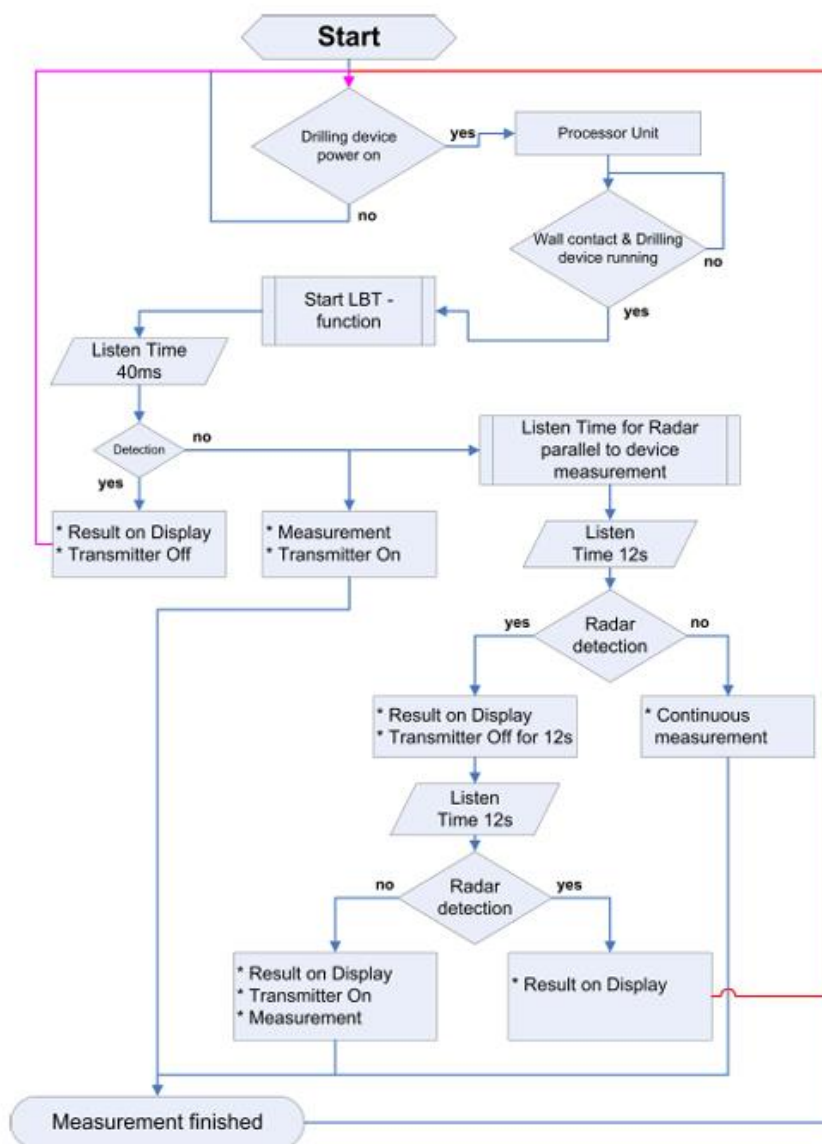 Start
Drilling device
power on
yes
no
Processor Unit
Wall contact & Drilling
device running
no
yes
Start LBT -
function
Listen Time
40ms
Detection
no
yes
* Result on Display
* Transmitter Off
* Measurement
* Transmitter On
Listen Time for Radar
parallel to device
measurement
Listen
Time 12s
Radar
detection
yes
no
* Result on Display
* Transmitter Off for 12s
* Continuous
measurement
Listen
Time 12s
Radar
detection
no
yes
* Result on Display
* Transmitter On
* Measurement
* Result on Display
Measurement finished